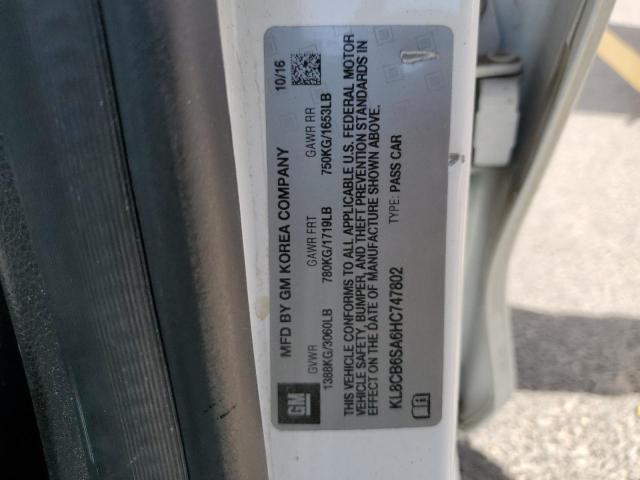 MFD BY GM KOREA COMPANY 10/16
GVWR GAWR FRT GAWR RR
1388KG/3060LB 780KG/1719LB 750KG/1653LB
THIS VEHICLE CONFORMS TO ALL APPLICABLE U.S. FEDERAL MOTOR
VEHICLE SAFETY, BUMPER, AND THEFT PREVENTION STANDARDS IN
EFFECT ON THE DATE OF MANUFACTURE SHOWN ABOVE.
KL8CB6SA6HC747802 TYPE: PASS CAR
GM